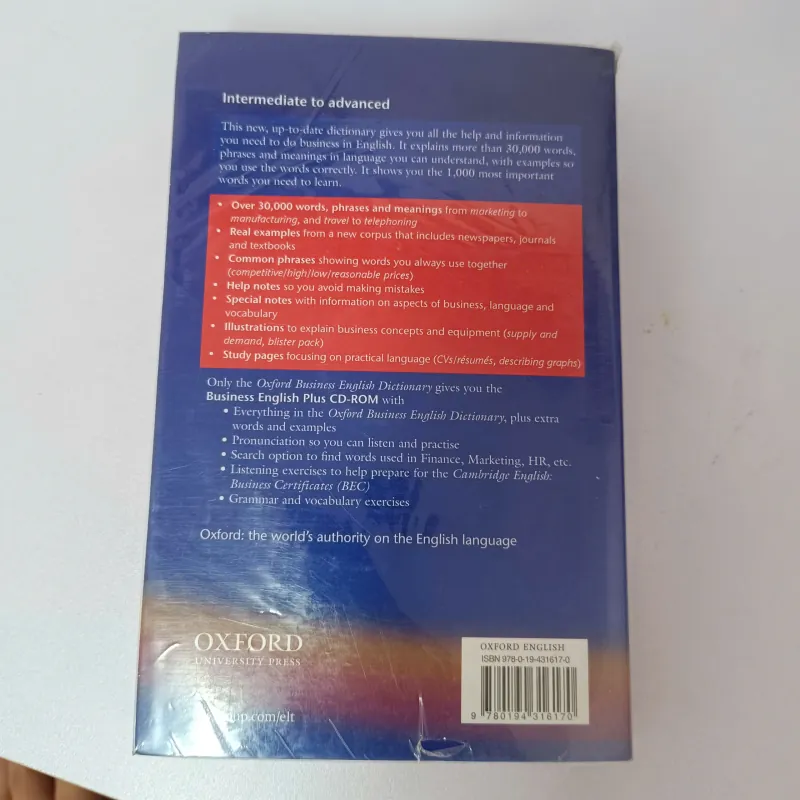 Intermediate to advanced
This new, up-to-date dictionary gives you all the help and information
you need to do business in English. It explains more than 30,000 words,
phrases and meanings in language you can understand, with examples so
you use the words correctly. It shows you the 1,000 most important
words you need to learn.
• Over 30,000 words, phrases and meanings from marketing to
manufacturing, and travel to telephoning
• Real examples from a new corpus that includes newspapers, journals
and textbooks
• Common phrases showing words you always use together
(competitive/high/low/reasonable prices)
• Help notes so you avoid making mistakes
• Special notes with information on aspects of business, language and
vocabulary
• Illustrations to explain business concepts and equipment (supply and
demand, blister pack)
• Study pages focusing on practical language (CVs/résumés, describing graphs)
Only the Oxford Business English Dictionary gives you the
Business English Plus CD-ROM with
• Everything in the Oxford Business English Dictionary, plus extra
words and examples
• Pronunciation so you can listen and practise
• Search option to find words used in Finance, Marketing, HR, etc.
• Listening exercises to help prepare for the Cambridge English:
Business Certificates (BEC)
• Grammar and vocabulary exercises
Oxford: the world's authority on the English language
OXFORD
UNIVERSITY PRESS
.com/elt
OXFORD ENGLISH
ISBN 978-0-19-431617-0
9 780194 316170